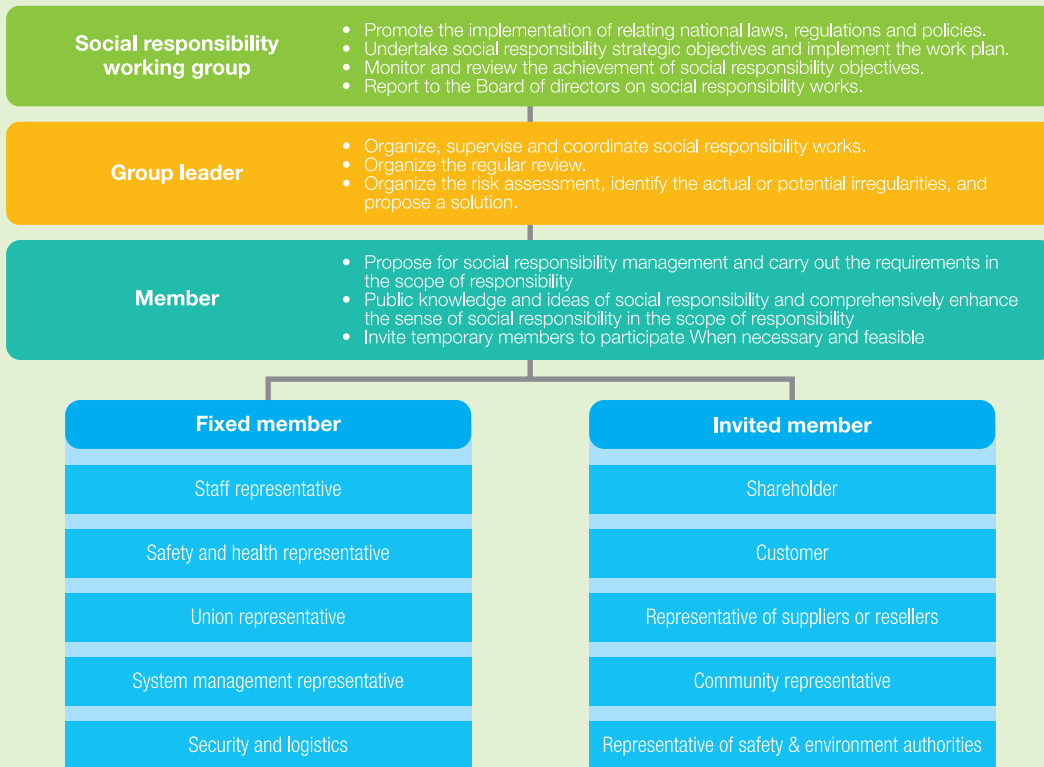 Social responsibility
working group
• Promote the implementation of relating national laws, regulations and policies.
• Undertake social responsibility strategic objectives and implement the work plan.
• Monitor and review the achievement of social responsibility objectives.
• Report to the Board of directors on social responsibility works.
Group leader
• Organize, supervise and coordinate social responsibility works.
• Organize the regular review.
• Organize the risk assessment, identify the actual or potential irregularities, and
propose a solution.
Member
• Propose for social responsibility management and carry out the requirements in
the scope of responsibility
• Public knowledge and ideas of social responsibility and comprehensively enhance
the sense of social responsibility in the scope of responsibility
• Invite temporary members to participate When necessary and feasible
Fixed member
Staff representative
Safety and health representative
Union representative
System management representative
Security and logistics
Invited member
Shareholder
Customer
Representative of suppliers or resellers
Community representative
Representative of safety & environment authorities